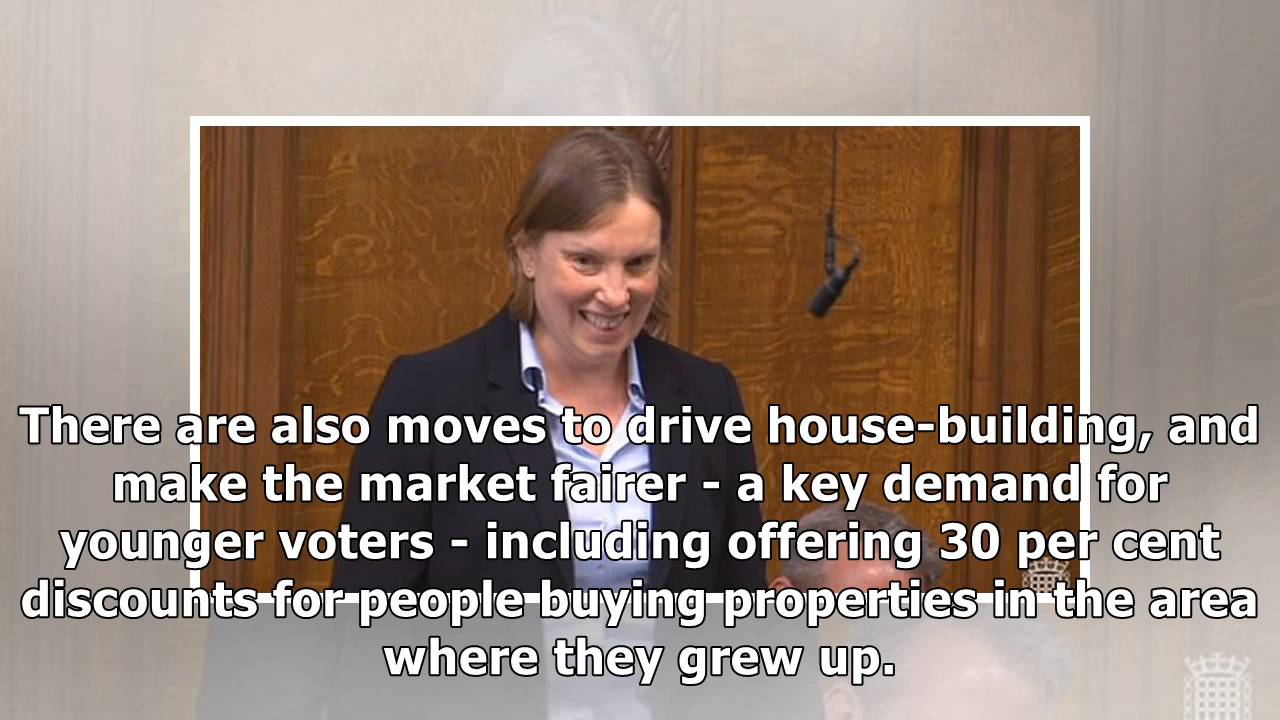 There are also moves to drive house-building, and
make the market fairer - a key demand for
younger voters - including offering 30 per cent
discounts for people buying properties in the area
where they grew up.